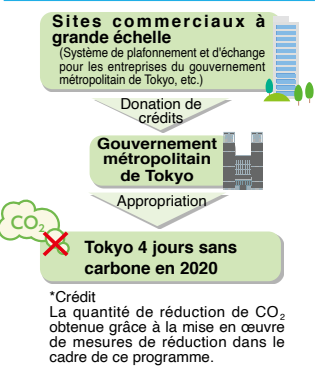 Sites commerciaux à
grande échelle
(Système de plafonnement et d'échange
pour les entreprises du gouvernement
métropolitain de Tokyo, etc.)
Donation de
crédits
Gouvernement
métropolitain
de Tokyo
Appropriation
CO₂
Tokyo 4 jours sans
carbone en 2020
*Crédit
La quantité de réduction de CO₂
obtenue grâce à la mise en œuvre
de mesures de réduction dans le
cadre de ce programme.